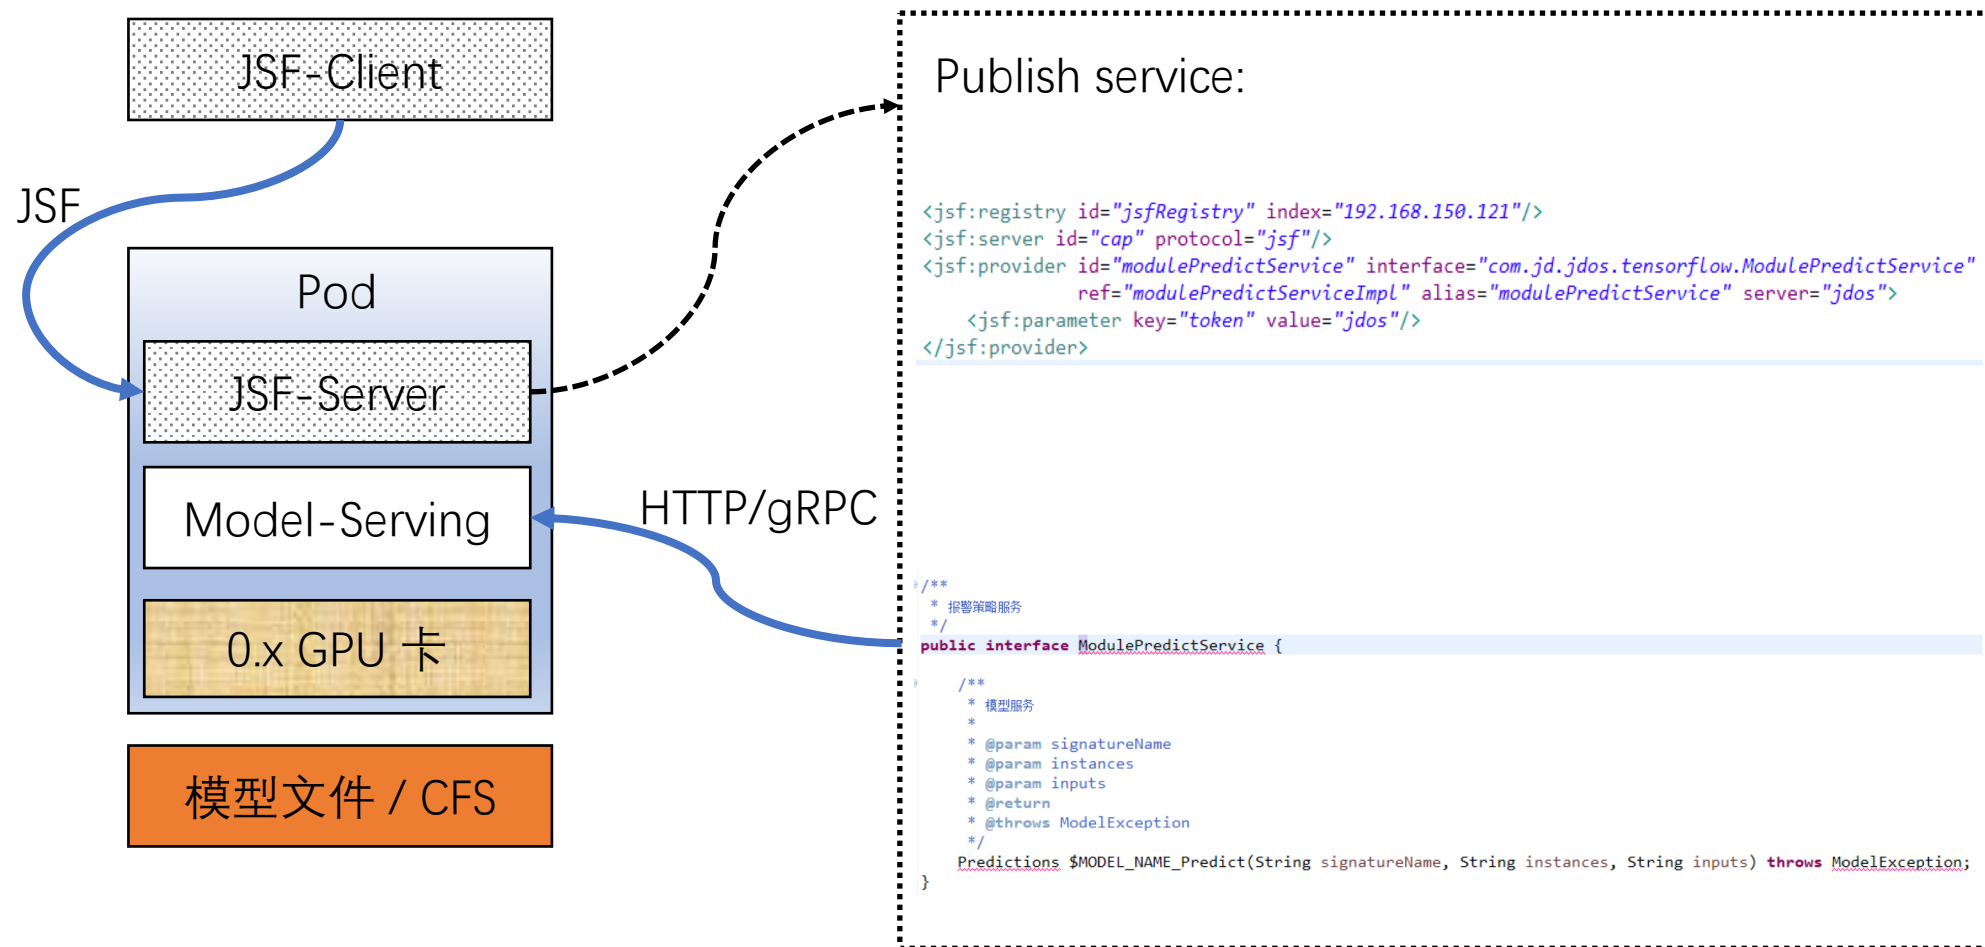 JSF-Client
JSF
Pod
JSF-Server
Model-Serving
0.x GPU 卡
模型文件 / CFS
HTTP/gRPC
Publish service:
<jsf:registry id="jsfRegistry" index="192.168.150.121"/>
<jsf:server id="cap" protocol="jsf"/>
<jsf:provider id="modulePredictService" interface="com.jd.jdos.tensorflow.ModulePredictService"
ref="modulePredictServiceImpl" alias="modulePredictService" server="jdos">
<jsf:parameter key="token" value="jdos"/>
</jsf:provider>
/**
* 报警策略服务
*/
public interface ModulePredictService {
/**
* 模型服务
*
* @param signatureName
* @param instances
* @param inputs
* @return
* @throws ModelException
*/
Predictions $MODEL_NAME_Predict(String signatureName, String instances, String inputs) throws ModelException;
}